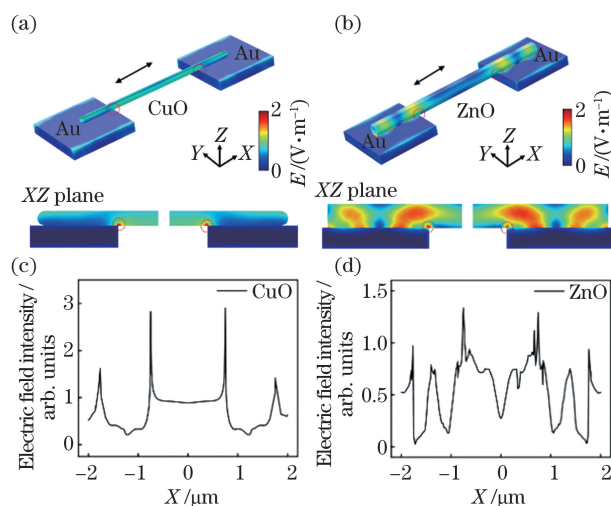 (a)
Au
CuO
Au
2
0
E/(V•m⁻¹)
Z
Y
X
XZ plane
(b)
Au
ZnO
Au
2
0
E/(V•m⁻¹)
Z
Y
X
XZ plane
(c)
Electric field intensity /
arb. units
CuO
3
2
1
0
−2
−1
0
1
2
X/μm
(d)
Electric field intensity /
arb. units
ZnO
1.5
1.0
0.5
0
−2
−1
0
1
2
X/μm